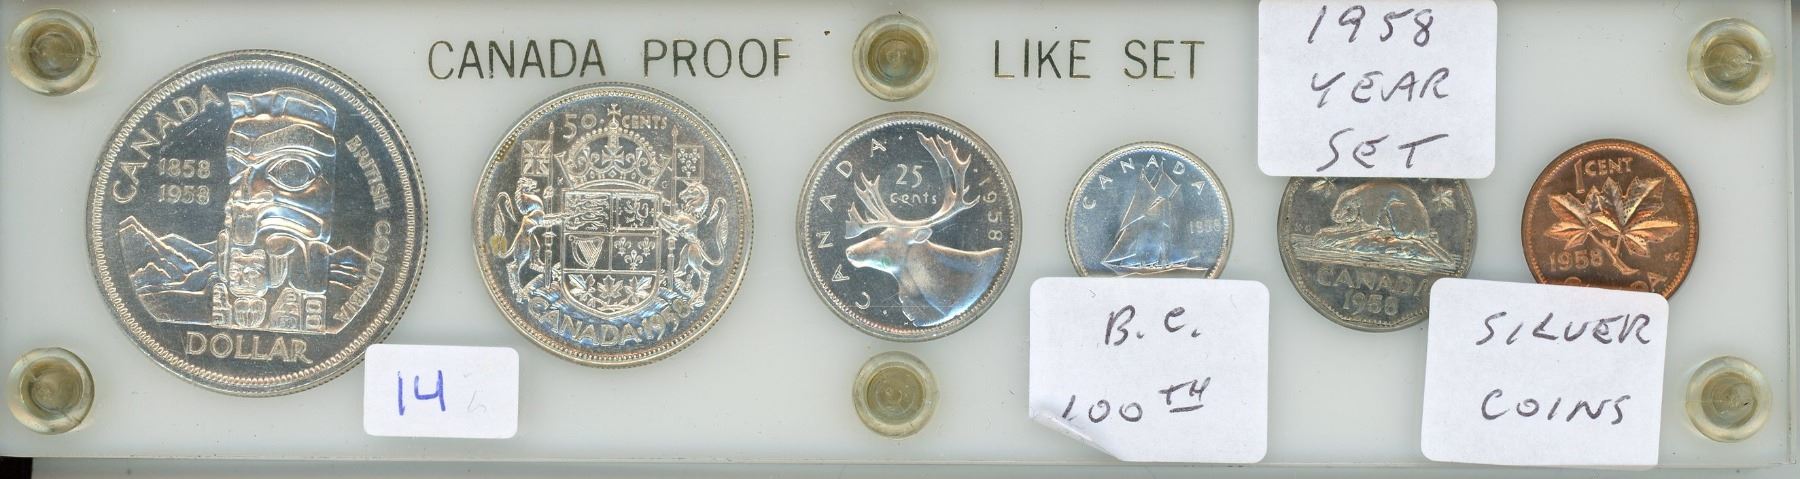 CANADA PROOF LIKE SET
1958
YEAR
SET
CANADA
1858
1958
BRITISH COLUMBIA
DOLLAR
14
50 CENTS
CANADA·1958
CANADA
25
cents
1958
CANADA
1958
B.C.
100TH
CANADA
1958
1 CENT
1958
KG
SILVER
COINS